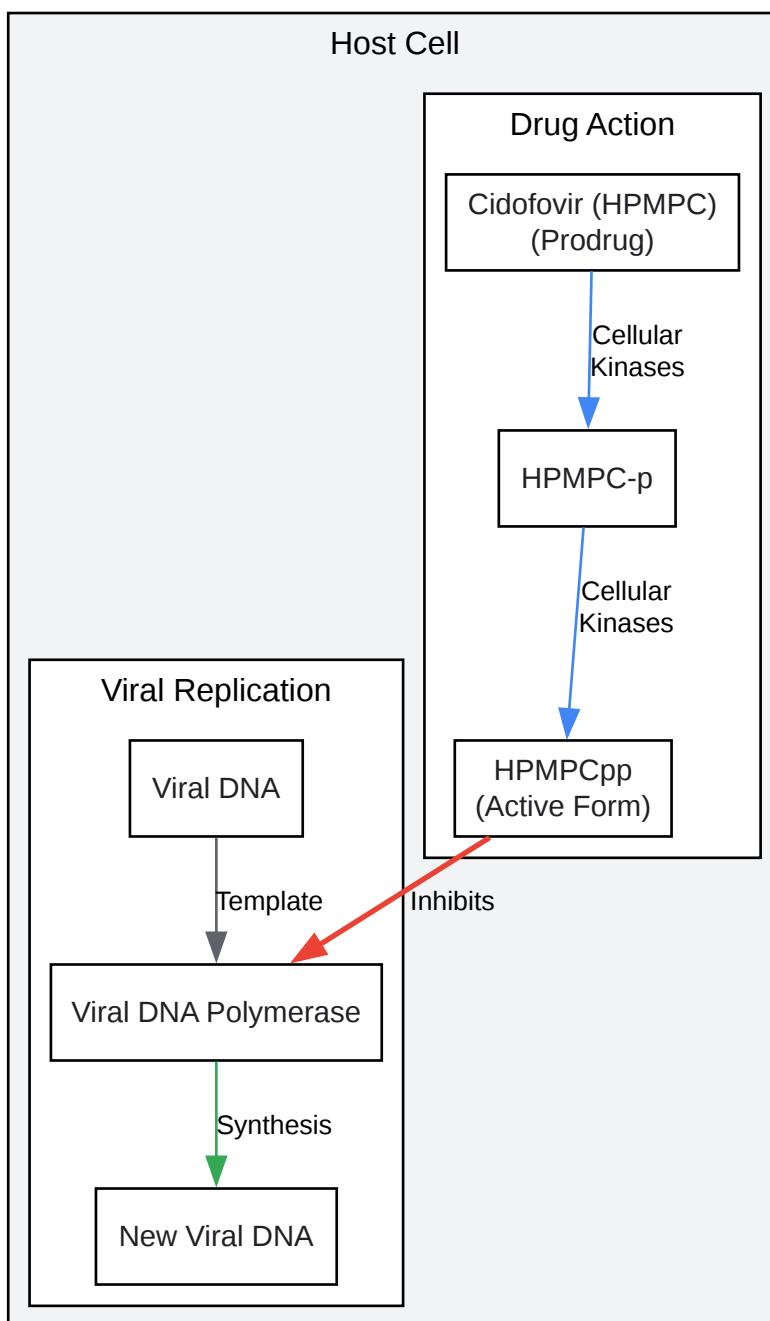 Host Cell
Drug Action
Cidofovir (HPMPC)
(Prodrug)
Cellular
Kinases
HPMPC-p
Cellular
Kinases
HPMPCpp
(Active Form)
Inhibits
Viral Replication
Viral DNA
Template
Viral DNA Polymerase
Synthesis
New Viral DNA